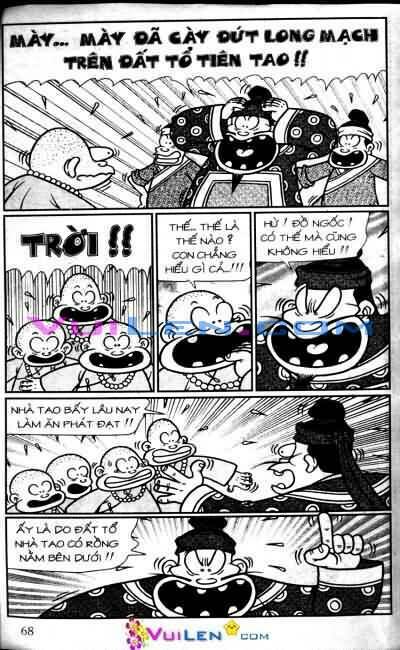 MÀY... MÀY ĐÃ CÀY ĐỨT LONG MẠCH
TRÊN ĐẤT TỔ TIÊN TAO!!
TRỜI!!
THẾ... THẾ LÀ
THẾ NÀO?
CON CHẲNG
HIỂU GÌ CẢ...!!!
HỪ! ĐỒ NGỐC!
CÓ THẾ MÀ CŨNG
KHÔNG HIỂU!!
VUILEN.COM
NHÀ TAO BẤY LÂU NAY
LÀM ĂN PHÁT ĐẠT!!
ẤY LÀ DO ĐẤT TỔ
NHÀ TAO CÓ RỒNG
NẰM BÊN DƯỚI!!
68
VUILEN.COM